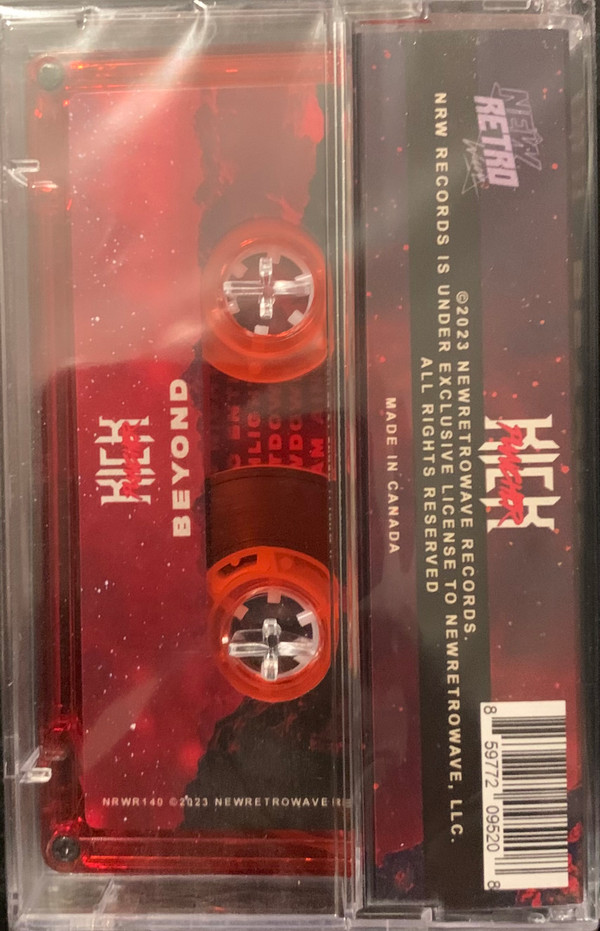 NEW
RETRO
Wave
KICK
PUNCHER
©2023 NEWRETROWAVE RECORDS.
NRW RECORDS IS UNDER EXCLUSIVE LICENSE TO NEWRETROWAVE, LLC.
ALL RIGHTS RESERVED
MADE IN CANADA
8 59772 09520 8
KICK
PUNCHER
BEYOND
NRWR140 ©2023 NEWRETROWAVE